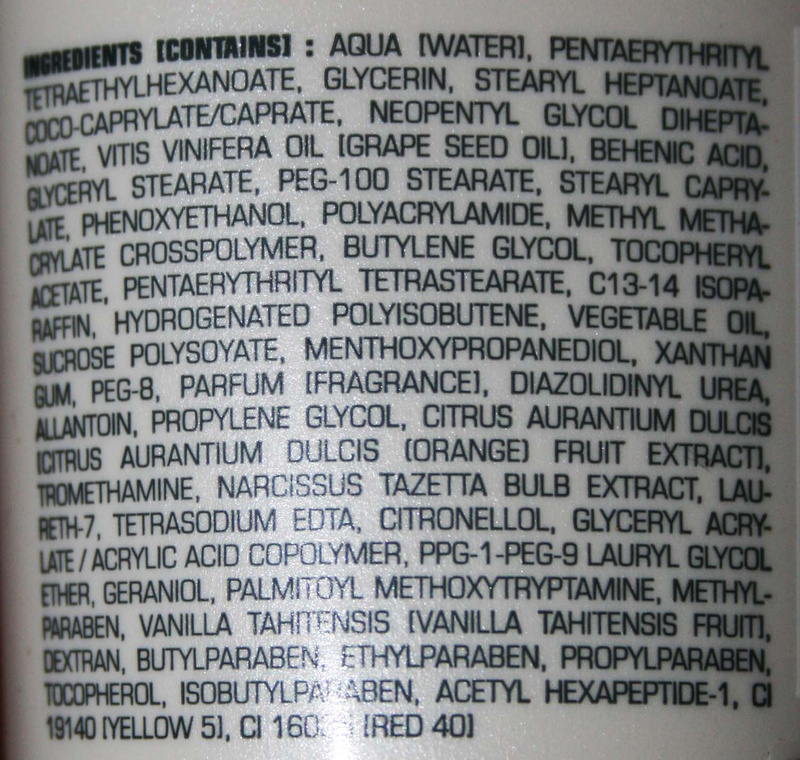 INGREDIENTS [CONTAINS] : AQUA [WATER], PENTAERYTHRITYL
TETRAETHYLHEXANOATE, GLYCERIN, STEARYL HEPTANOATE,
COCO-CAPRYLATE/CAPRATE, NEOPENTYL GLYCOL DIHEPTA-
NOATE, VITIS VINIFERA OIL [GRAPE SEED OIL], BEHENIC ACID,
GLYCERYL STEARATE, PEG-100 STEARATE, STEARYL CAPRY-
LATE, PHENOXYETHANOL, POLYACRYLAMIDE, METHYL METHA-
CRYLATE CROSSPOLYMER, BUTYLENE GLYCOL, TOCOPHERYL
ACETATE, PENTAERYTHRITYL TETRASTEARATE, C13-14 ISOPA-
RAFFIN, HYDROGENATED POLYISOBUTENE, VEGETABLE OIL,
SUCROSE POLYSOYATE, MENTHOXYPROPANEDIOL, XANTHAN
GUM, PEG-8, PARFUM [FRAGRANCE], DIAZOLIDINYL UREA,
ALLANTOIN, PROPYLENE GLYCOL, CITRUS AURANTIUM DULCIS
[CITRUS AURANTIUM DULCIS (ORANGE) FRUIT EXTRACT],
TROMETHAMINE, NARCISSUS TAZETTA BULB EXTRACT, LAU-
RETH-7, TETRASODIUM EDTA, CITRONELLOL, GLYCERYL ACRY-
LATE / ACRYLIC ACID COPOLYMER, PPG-1-PEG-9 LAURYL GLYCOL
ETHER, GERANIOL, PALMITOYL METHOXYTRYPTAMINE, METHYL-
PARABEN, VANILLA TAHITENSIS [VANILLA TAHITENSIS FRUIT],
DEXTRAN, BUTYLPARABEN, ETHYLPARABEN, PROPYLPARABEN,
TOCOPHEROL, ISOBUTYLPARABEN, ACETYL HEXAPEPTIDE-1, CI
19140 [YELLOW 5], CI [RED 40]